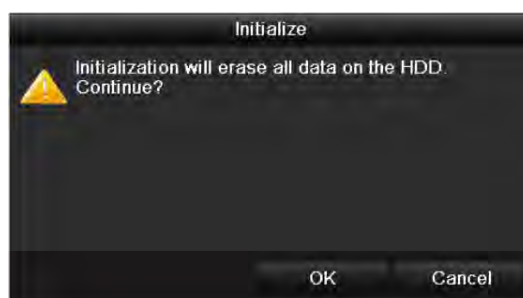 Initialize
Initialization will erase all data on the HDD.
Continue?
OK
Cancel